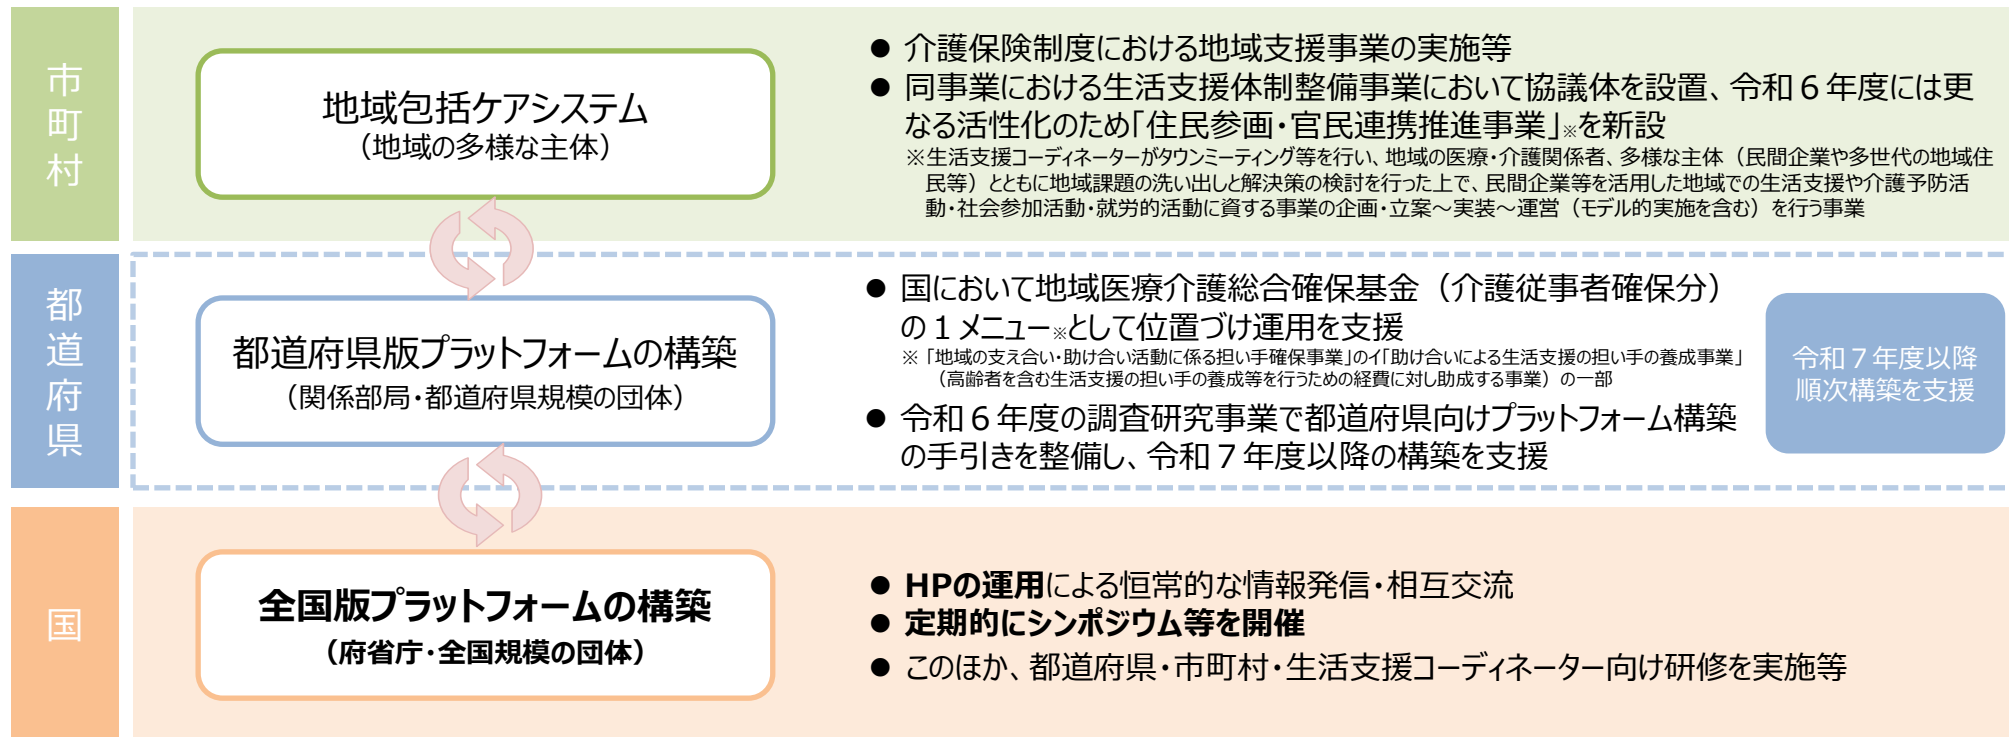 市町村
地域包括ケアシステム
（地域の多様な主体）
● 介護保険制度における地域支援事業の実施等
● 同事業における生活支援体制整備事業において協議体を設置、令和６年度には更
なる活性化のため「住民参画・官民連携推進事業」※を新設
※生活支援コーディネーターがタウンミーティング等を行い、地域の医療・介護関係者、多様な主体（民間企業や多世代の地域住
民等）とともに地域課題の洗い出しと解決策の検討を行った上で、民間企業等を活用した地域での生活支援や介護予防活
動・社会参加活動・就労的活動に資する事業の企画・立案～実装～運営（モデル的実施を含む）を行う事業
都道府県
都道府県版プラットフォームの構築
（関係部局・都道府県規模の団体）
● 国において地域医療介護総合確保基金（介護従事者確保分）
の１メニュー※として位置づけ運用を支援
※「地域の支え合い・助け合い活動に係る担い手確保事業」のイ「助け合いによる生活支援の担い手の養成事業」
（高齢者を含む生活支援の担い手の養成等を行うための経費に対し助成する事業）の一部
● 令和６年度の調査研究事業で都道府県向けプラットフォーム構築
の手引きを整備し、令和７年度以降の構築を支援
令和７年度以降
順次構築を支援
国
全国版プラットフォームの構築
（府省庁・全国規模の団体）
● HPの運用による恒常的な情報発信・相互交流
● 定期的にシンポジウム等を開催
● このほか、都道府県・市町村・生活支援コーディネーター向け研修を実施等